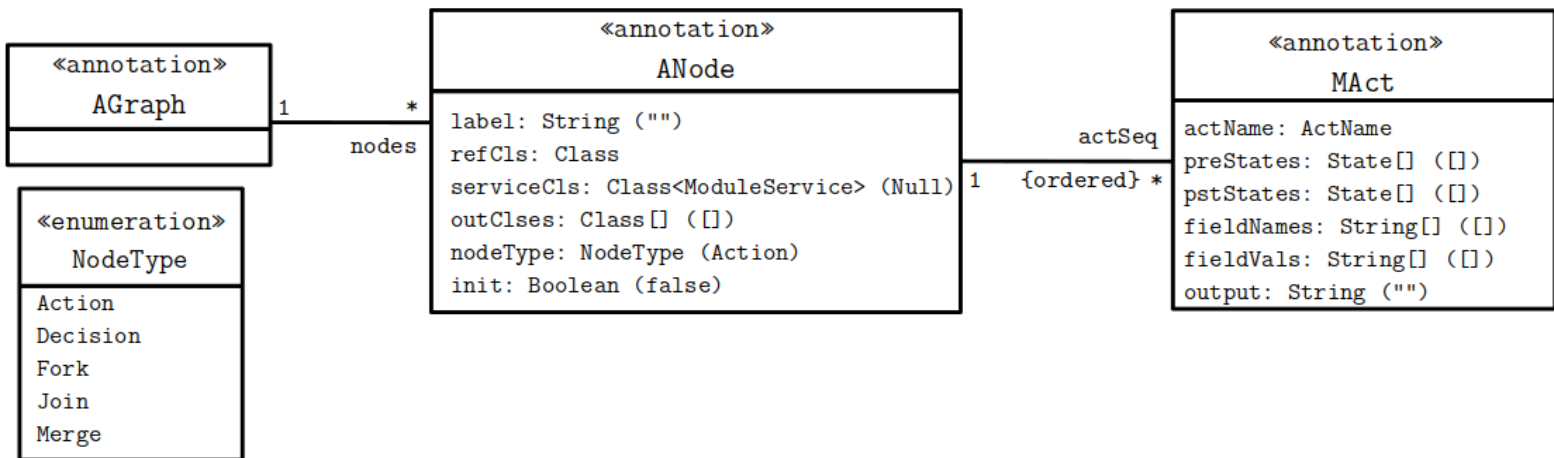 «annotation»
AGraph
1
*
nodes
«enumeration»
NodeType
Action
Decision
Fork
Join
Merge
«annotation»
ANode
label: String ("")
refCls: Class
serviceCls: Class<ModuleService> (Null)
outClses: Class[] ([])
nodeType: NodeType (Action)
init: Boolean (false)
actSeq
1
{ordered} *
«annotation»
MAct
actName: ActName
preStates: State[] ([])
pstStates: State[] ([])
fieldNames: String[] ([])
fieldVals: String[] ([])
output: String ("")